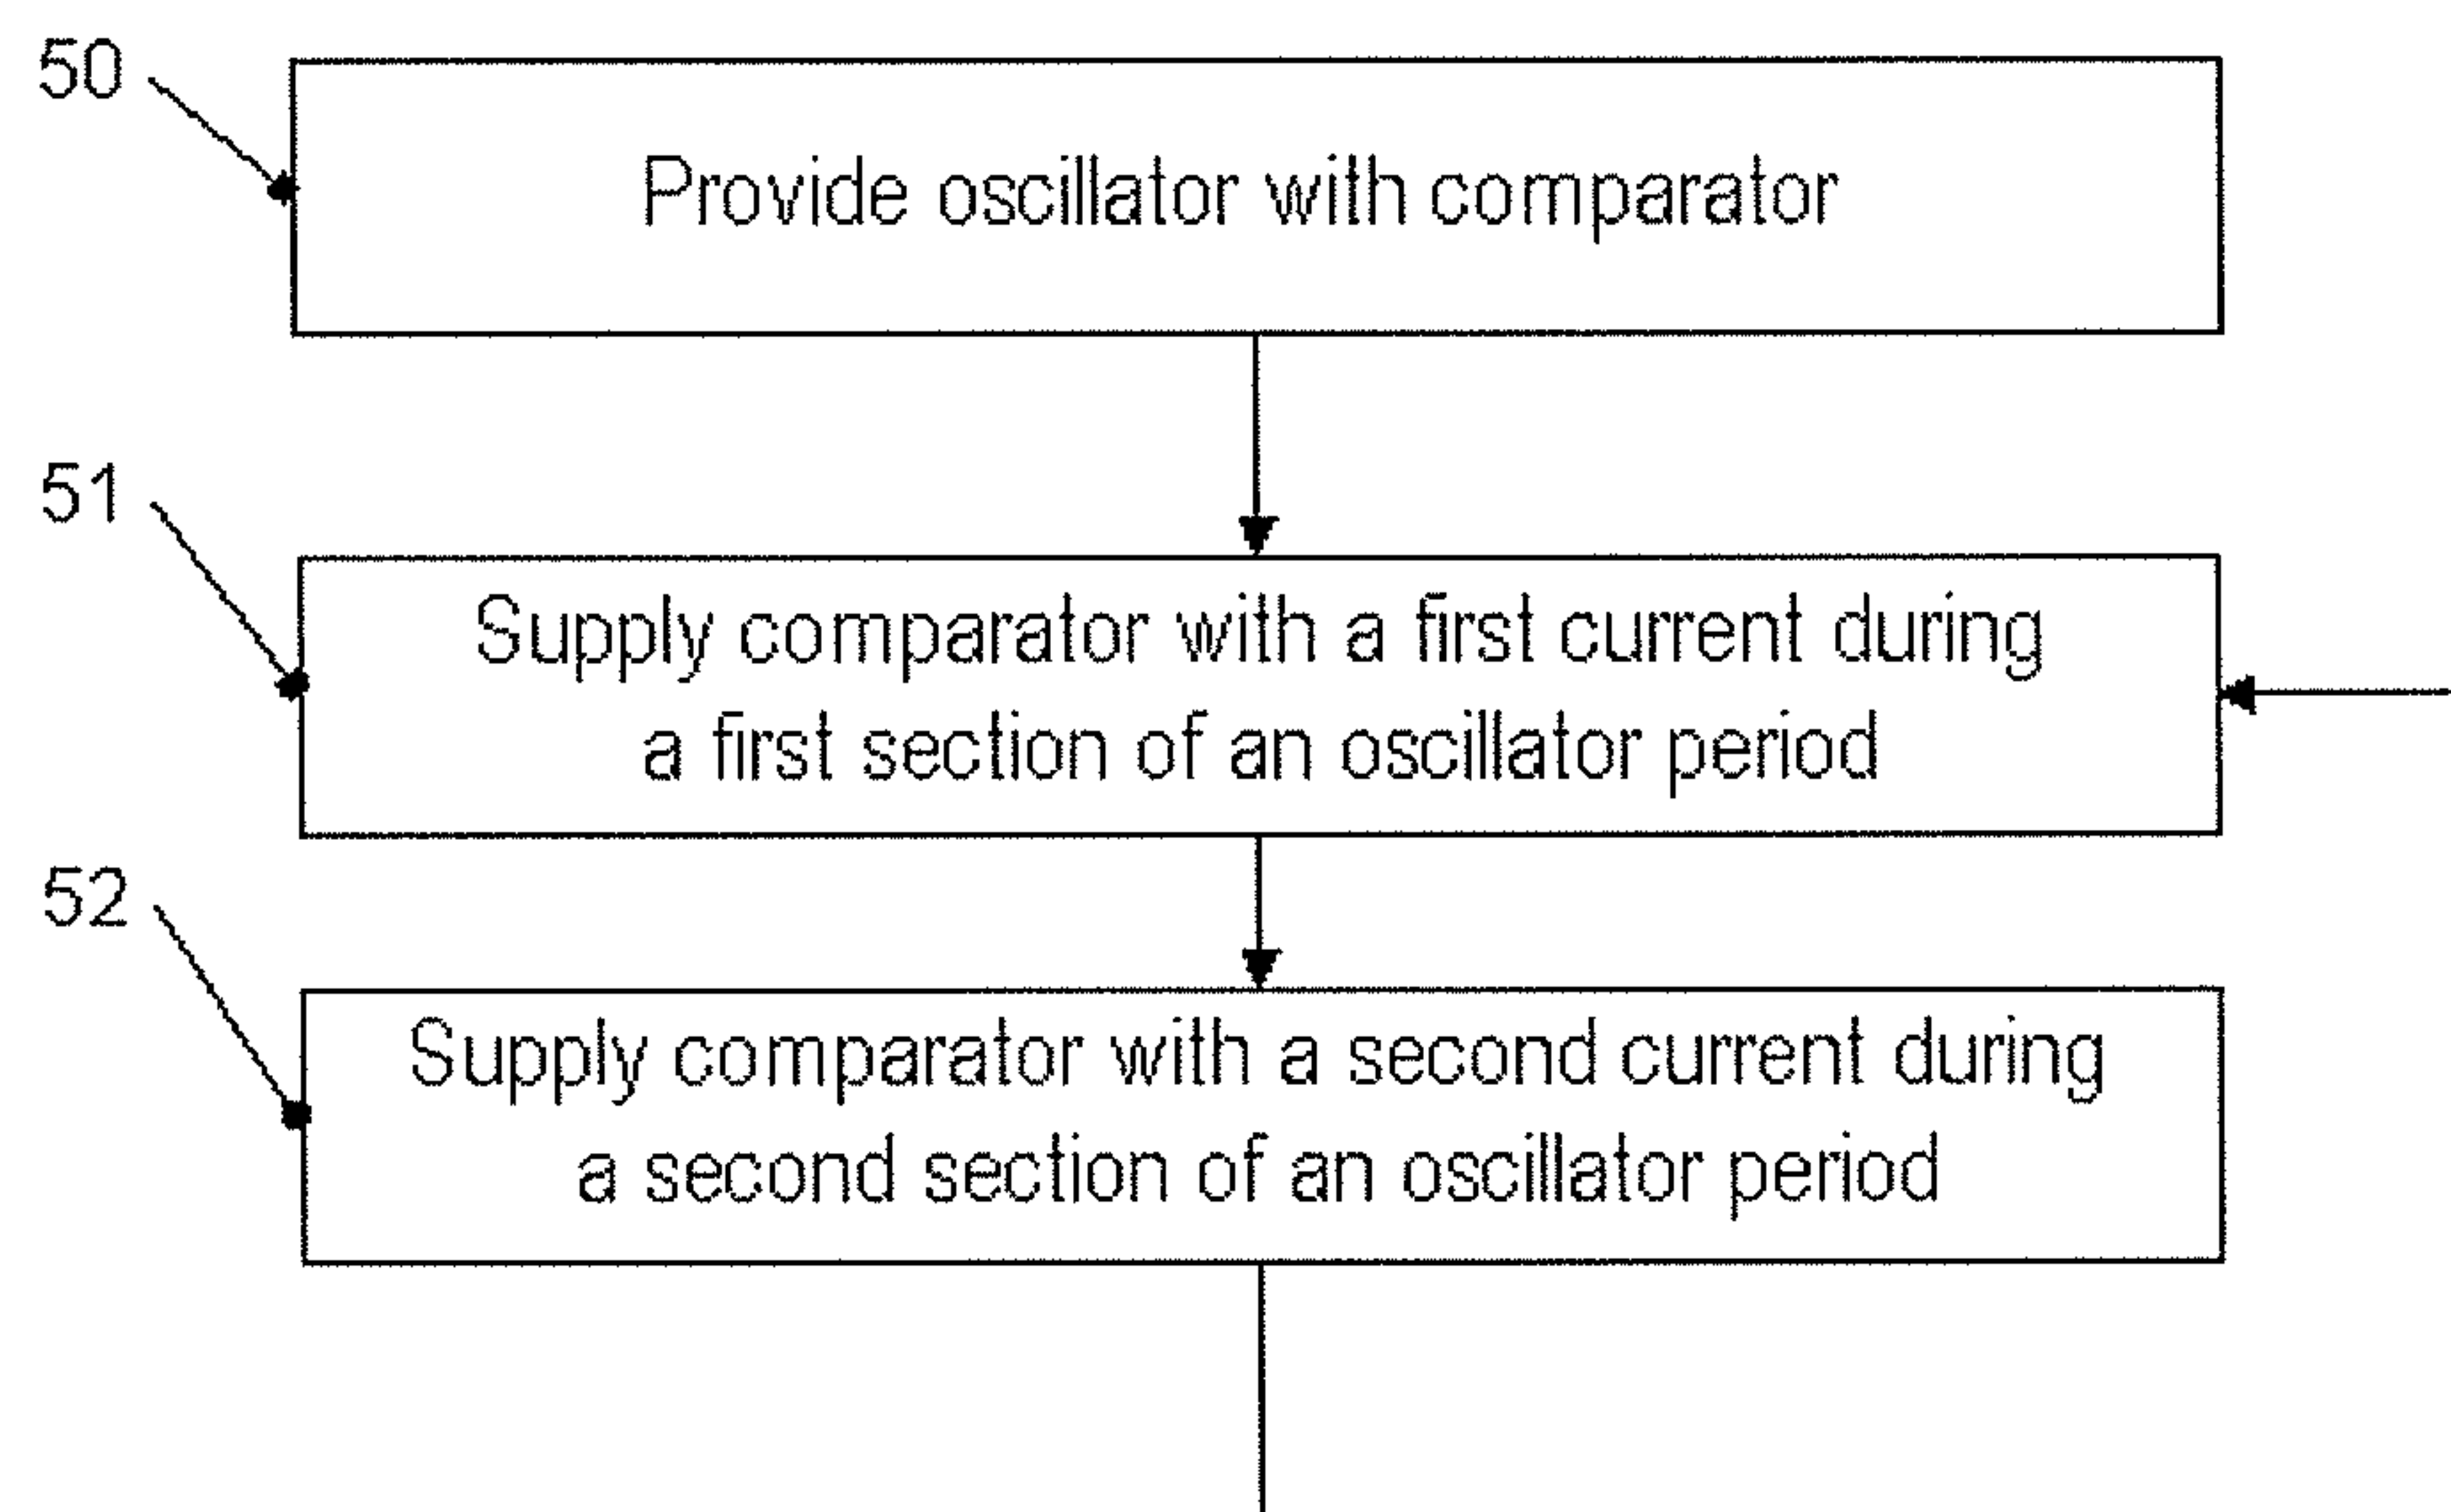 50
Provide oscillator with comparator
51
Supply comparator with a first current during
a first section of an oscillator period
52
Supply comparator with a second current during
a second section of an oscillator period